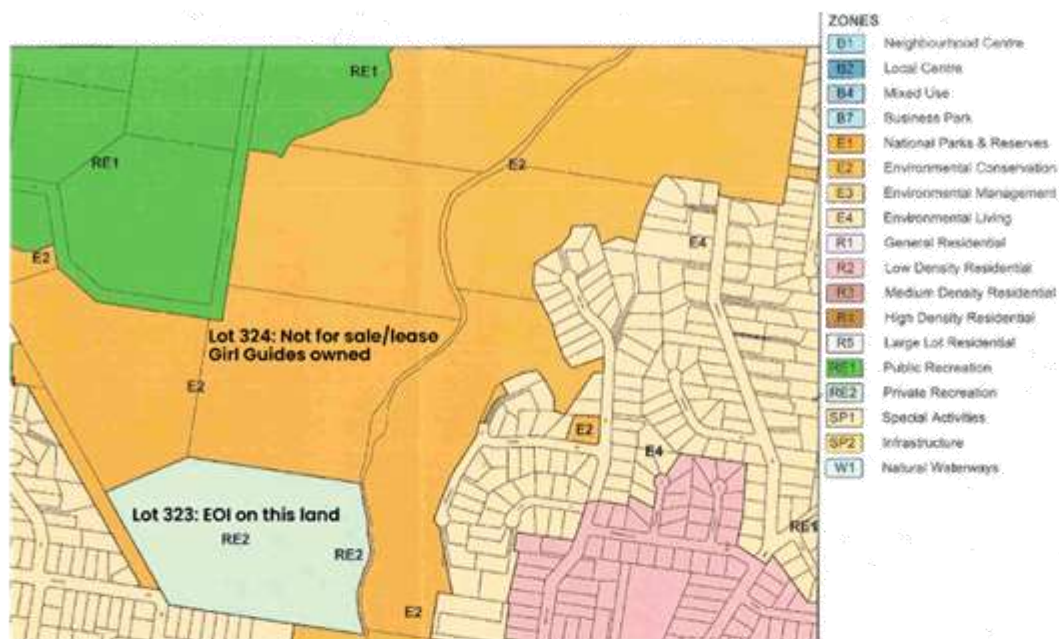 ZONES
B1 Neighbourhood Centre
B2 Local Centre
B4 Mixed Use
B7 Business Park
E1 National Parks & Reserves
E2 Environmental Conservation
E3 Environmental Management
E4 Environmental Living
R1 General Residential
R2 Low Density Residential
R3 Medium Density Residential
R4 High Density Residential
R5 Large Lot Residential
RE1 Public Recreation
RE2 Private Recreation
SP1 Special Activities
SP2 Infrastructure
W1 Natural Waterways
RE1
RE1
E2
E4
E2
Lot 324: Not for sale/lease
Girl Guides owned
E2
E2
E4
Lot 323: EOI on this land
RE2
RE2
RE1
E2